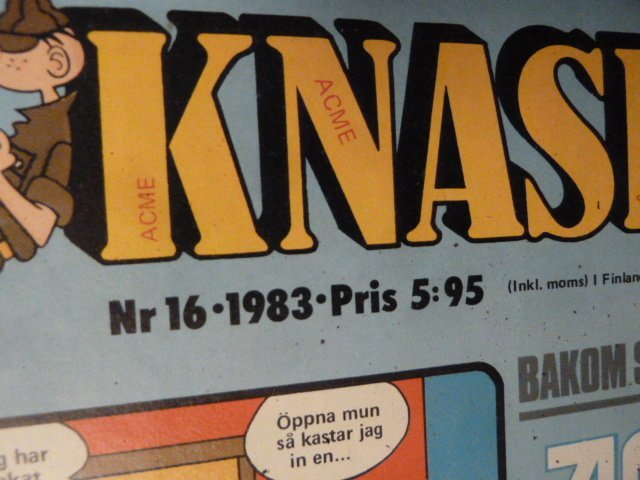 KNAS
ACME
ACME
Nr 16·1983·Pris 5:95
(Inkl. moms) I Finland
BAKOM
Öppna mun
så kastar jag
in en...
har